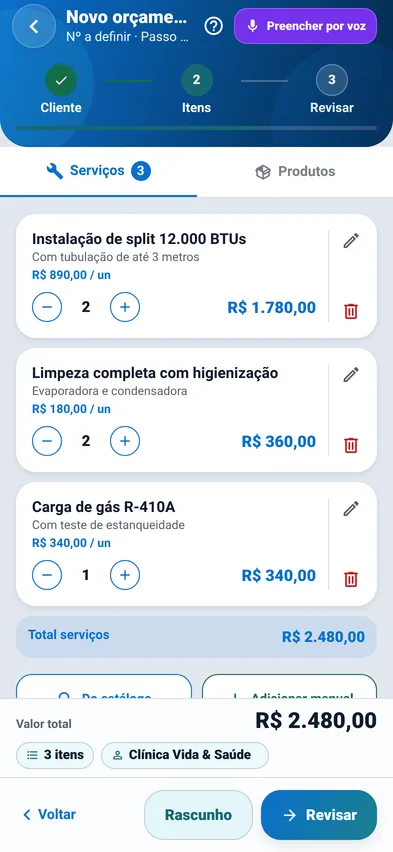 Novo orçame...
Nº a definir · Passo ...
Preencher por voz
2
3
Cliente
Itens
Revisar
Serviços 3
Produtos
Instalação de split 12.000 BTUs
Com tubulação de até 3 metros
R$ 890,00 / un
2
R$ 1.780,00
Limpeza completa com higienização
Evaporadora e condensadora
R$ 180,00 / un
2
R$ 360,00
Carga de gás R-410A
Com teste de estanqueidade
R$ 340,00 / un
1
R$ 340,00
Total serviços
R$ 2.480,00
Do catálogo
Adicionar manual
Valor total
R$ 2.480,00
3 itens
Clínica Vida & Saúde
Voltar
Rascunho
Revisar